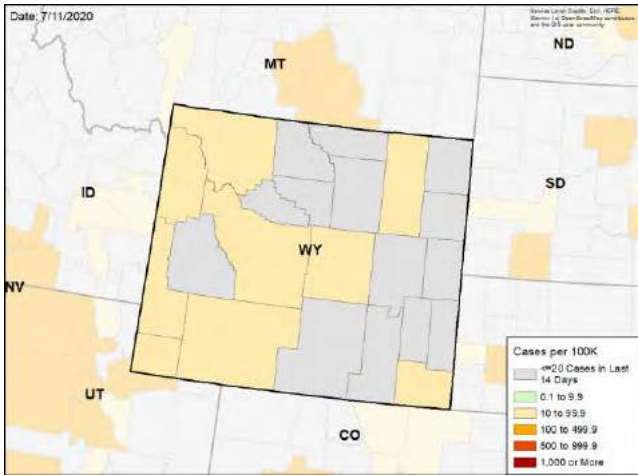 Date: 7/11/2020
MT
ND
ID
SD
WY
NV
UT
CO
Cases per 100K
<=20 Cases in Last
14 Days
0.1 to 9.9
10 to 99.9
100 to 499.9
500 to 999.9
1,000 or More